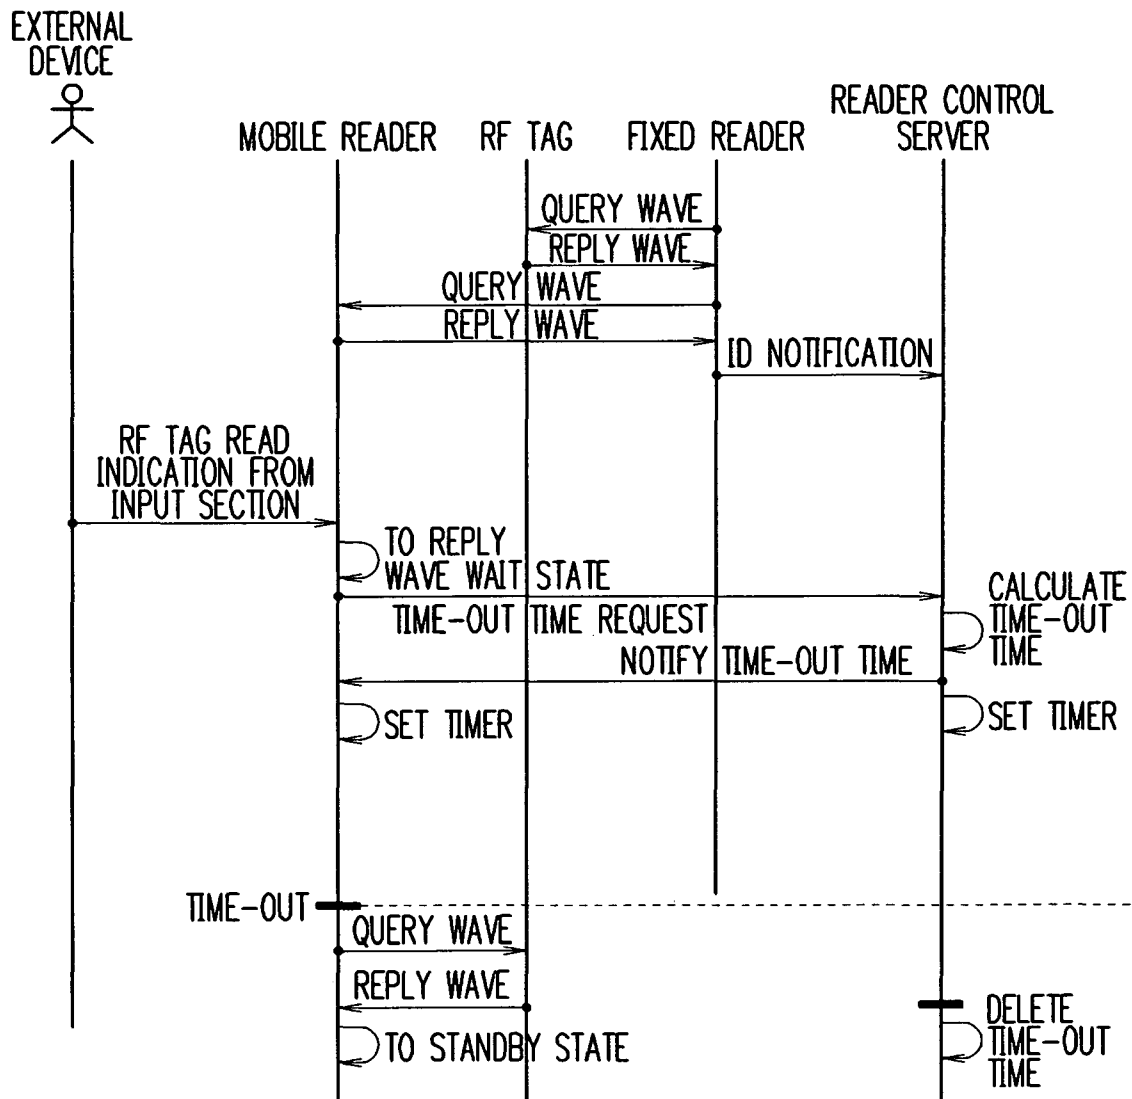 EXTERNAL
DEVICE
MOBILE READER
RF TAG
FIXED READER
READER CONTROL
SERVER
QUERY WAVE
REPLY WAVE
QUERY WAVE
REPLY WAVE
ID NOTIFICATION
RF TAG READ
INDICATION FROM
INPUT SECTION
TO REPLY
WAVE WAIT STATE
TIME-OUT TIME REQUEST
CALCULATE
TIME-OUT
TIME
NOTIFY TIME-OUT TIME
SET TIMER
SET TIMER
TIME-OUT
QUERY WAVE
REPLY WAVE
TO STANDBY STATE
DELETE
TIME-OUT
TIME